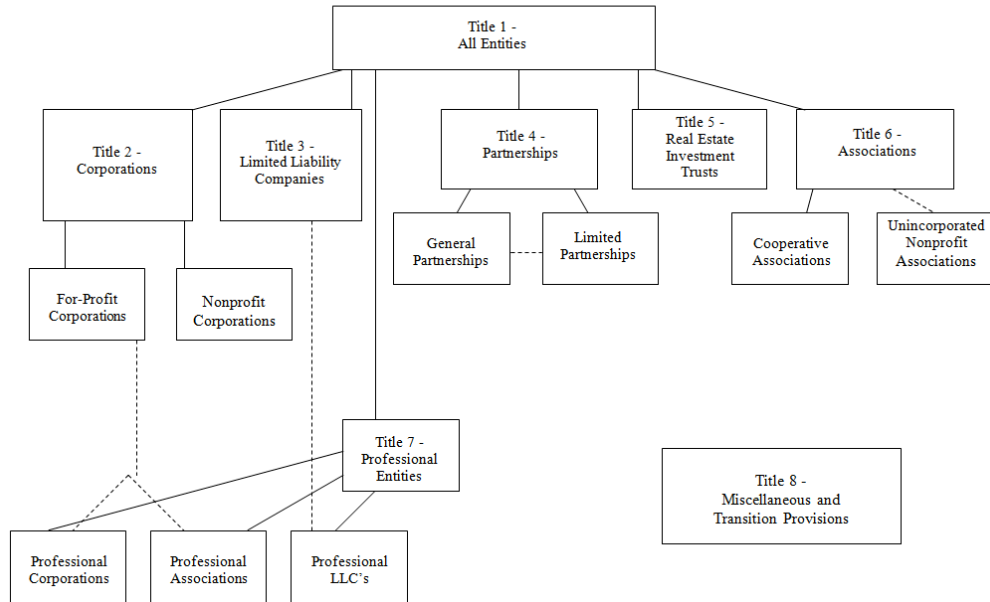 Title 1 -
All Entities
Title 2 -
Corporations
Title 3 -
Limited Liability
Companies
Title 4 -
Partnerships
Title 5 -
Real Estate
Investment
Trusts
Title 6 -
Associations
General
Partnerships
Limited
Partnerships
Cooperative
Associations
Unincorporated
Nonprofit
Associations
For-Profit
Corporations
Nonprofit
Corporations
Title 7 -
Professional
Entities
Title 8 -
Miscellaneous and
Transition Provisions
Professional
Corporations
Professional
Associations
Professional
LLC's